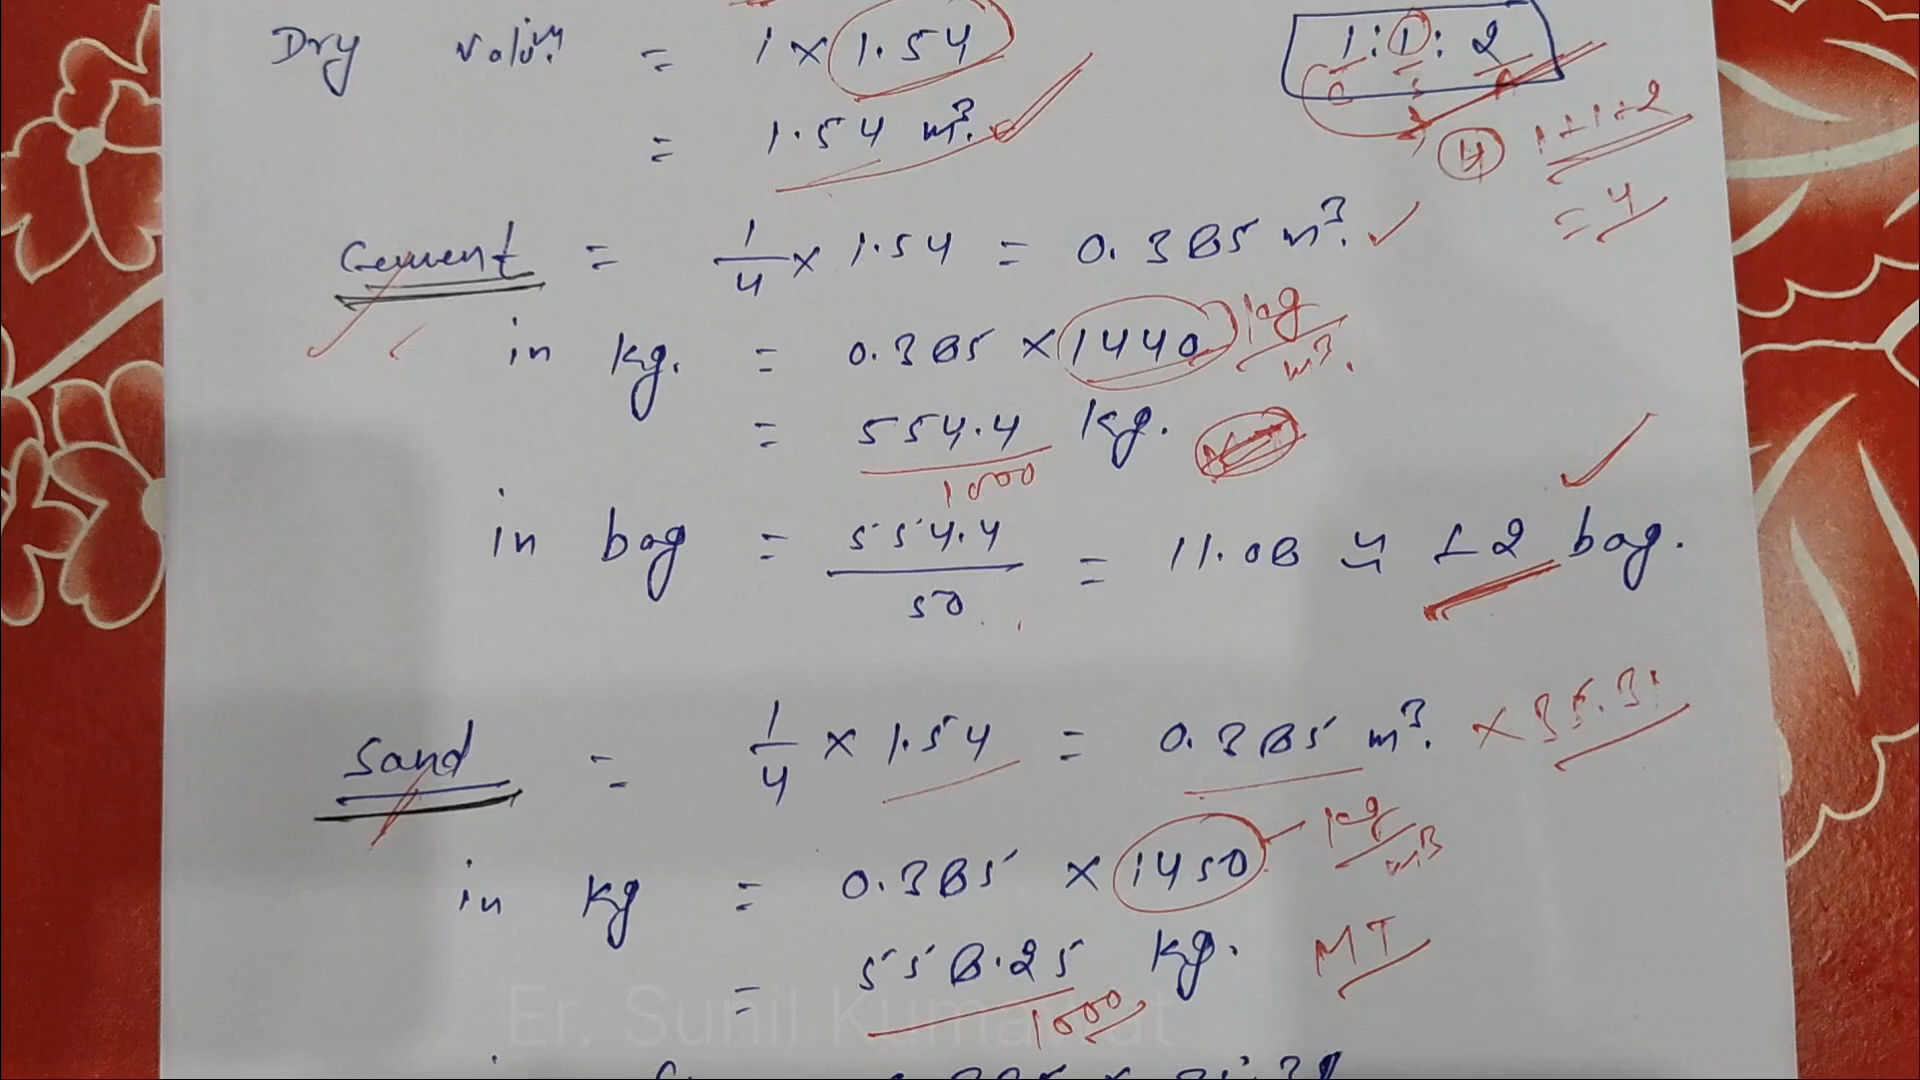 Dry = 1 × 1.54
1:1:2
= 1.54 m³.
4
1+1+2
= 4
Cement = 1/4 × 1.54 = 0.385 m³.
in kg. = 0.385 × 1440 kg/m³.
= 554.4 kg.
1000
in bag = 554.4/50 = 11.08 ≈ 12 bag.
Sand = 1/4 × 1.54 = 0.385 m³. × 35.31
in kg = 0.385 × 1450 kg/m³
= 558.25 kg. MT
1000
Er. Sunil Kumawat